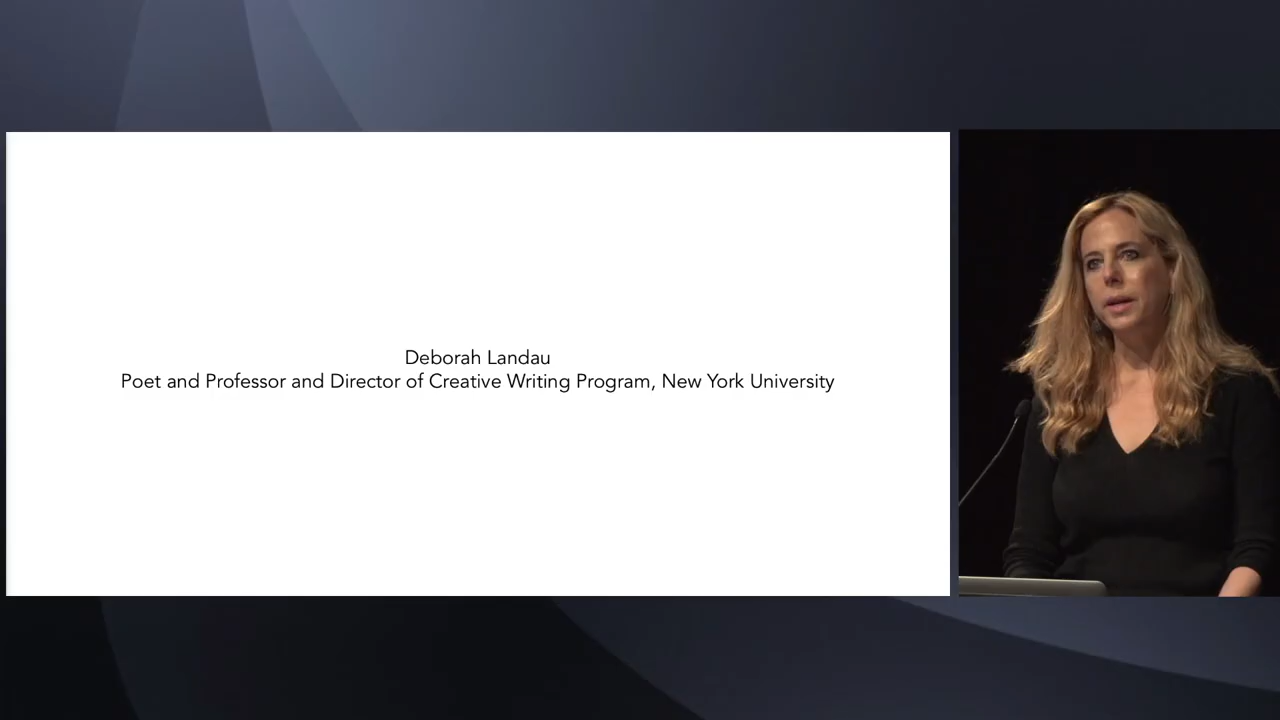 Deborah Landau
Poet and Professor and Director of Creative Writing Program, New York University